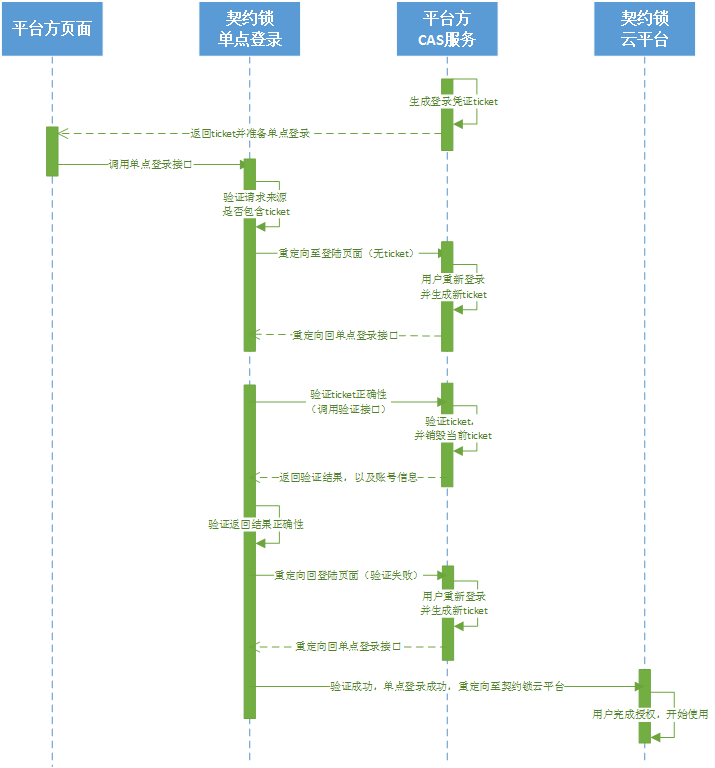 平台方页面
契约锁
单点登录
平台方
CAS服务
契约锁
云平台
生成登录凭证ticket
返回ticket并准备单点登录
调用单点登录接口
验证请求来源
是否包含ticket
重定向至登陆页面（无ticket）
用户重新登录
并生成新ticket
重定向回单点登录接口
验证ticket正确性
（调用验证接口）
验证ticket，
并销毁当前ticket
返回验证结果，以及账号信息
验证返回结果正确性
重定向回登陆页面（验证失败）
用户重新登录
并生成新ticket
重定向回单点登录接口
验证成功，单点登录成功，重定向至契约锁云平台
用户完成授权，开始使用